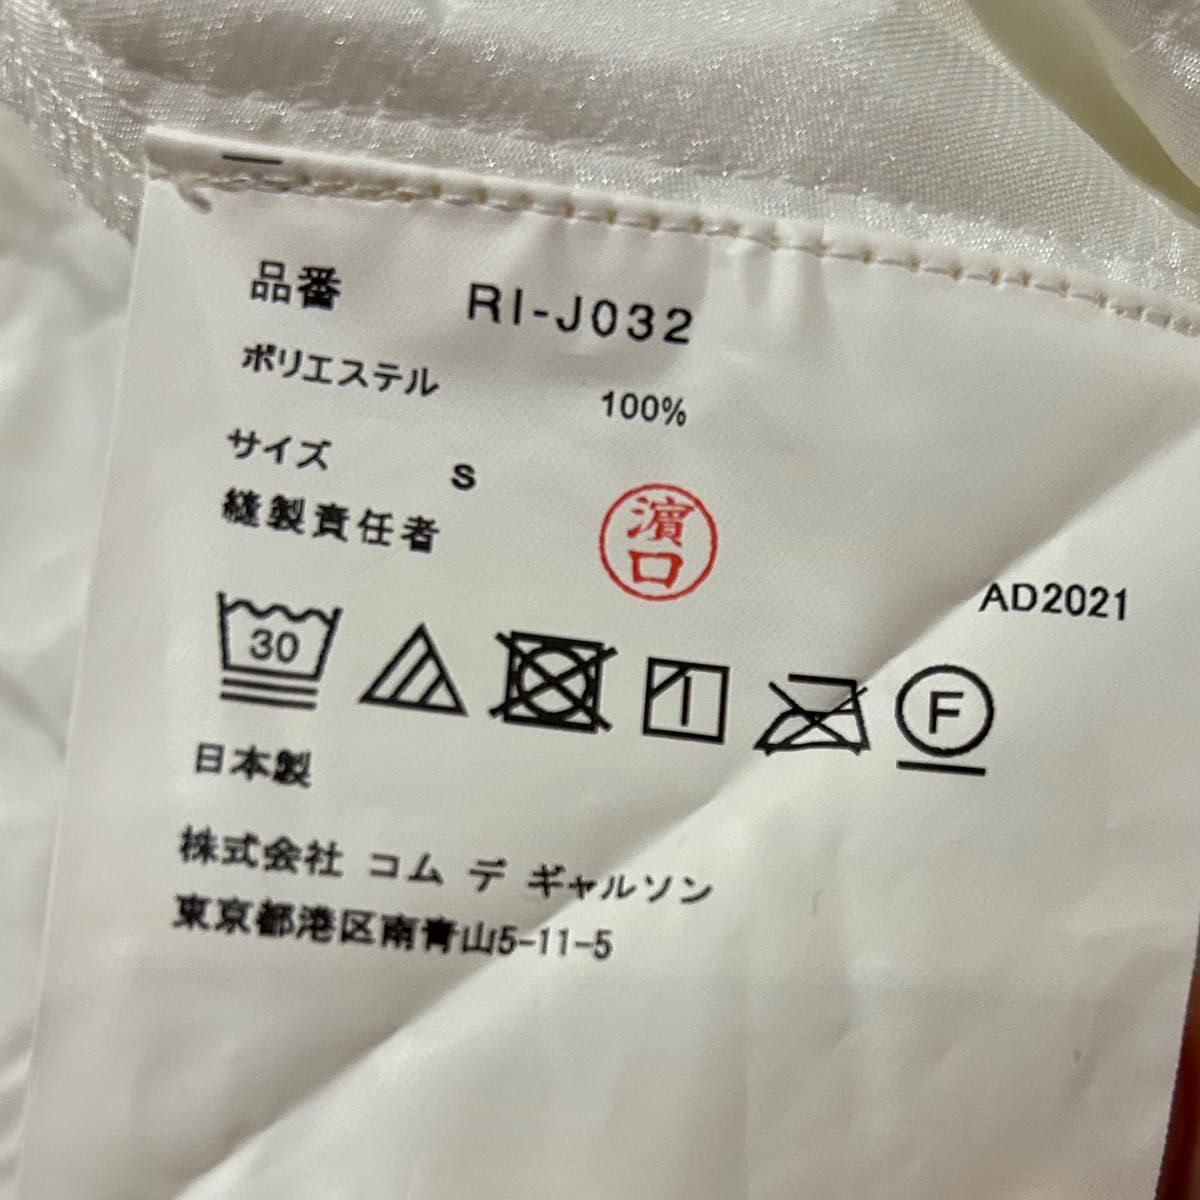 品番 RI-J032
ポリエステル 100%
サイズ S
縫製責任者 濵口
AD2021
30 F
日本製
株式会社 コム デ ギャルソン
東京都港区南青山5-11-5